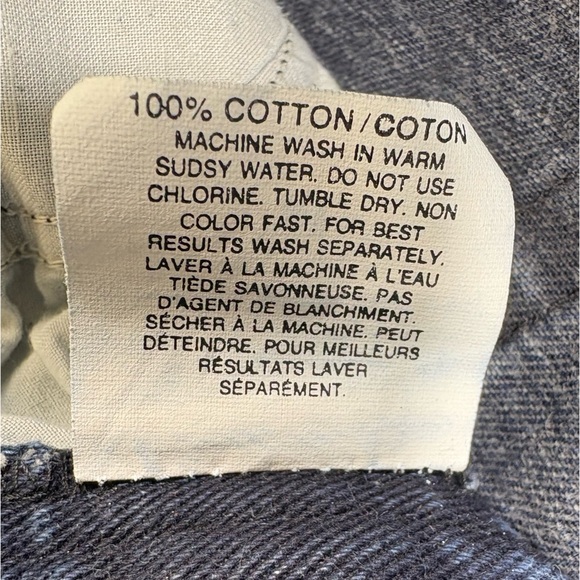 100% COTTON/COTON
MACHINE WASH IN WARM
SUDSY WATER. DO NOT USE
CHLORINE. TUMBLE DRY. NON
COLOR FAST. FOR BEST
RESULTS WASH SEPARATELY.
LAVER À LA MACHINE À L'EAU
TIÈDE SAVONNEUSE. PAS
D'AGENT DE BLANCHIMENT.
SÉCHER À LA MACHINE. PEUT
DÉTEINDRE. POUR MEILLEURS
RÉSULTATS LAVER
SÉPARÉMENT.